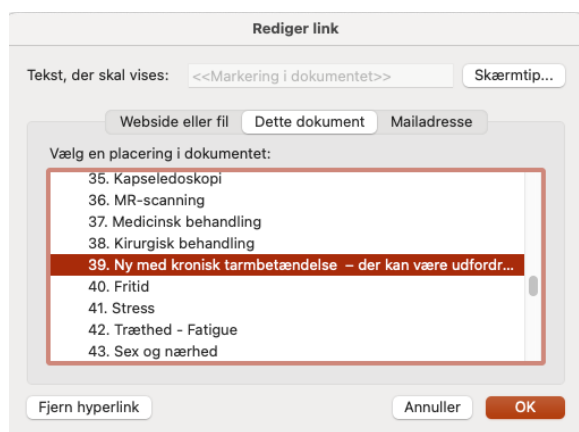 Rediger link
Tekst, der skal vises: <<Markering i dokumentet>> Skærmtip...
Webside eller fil Dette dokument Mailadresse
Vælg en placering i dokumentet:
35. Kapseledoskopi
36. MR-scanning
37. Medicinsk behandling
38. Kirurgisk behandling
39. Ny med kronisk tarmbetændelse – der kan være udfordr...
40. Fritid
41. Stress
42. Træthed - Fatigue
43. Sex og nærhed
Fjern hyperlink Annuller OK